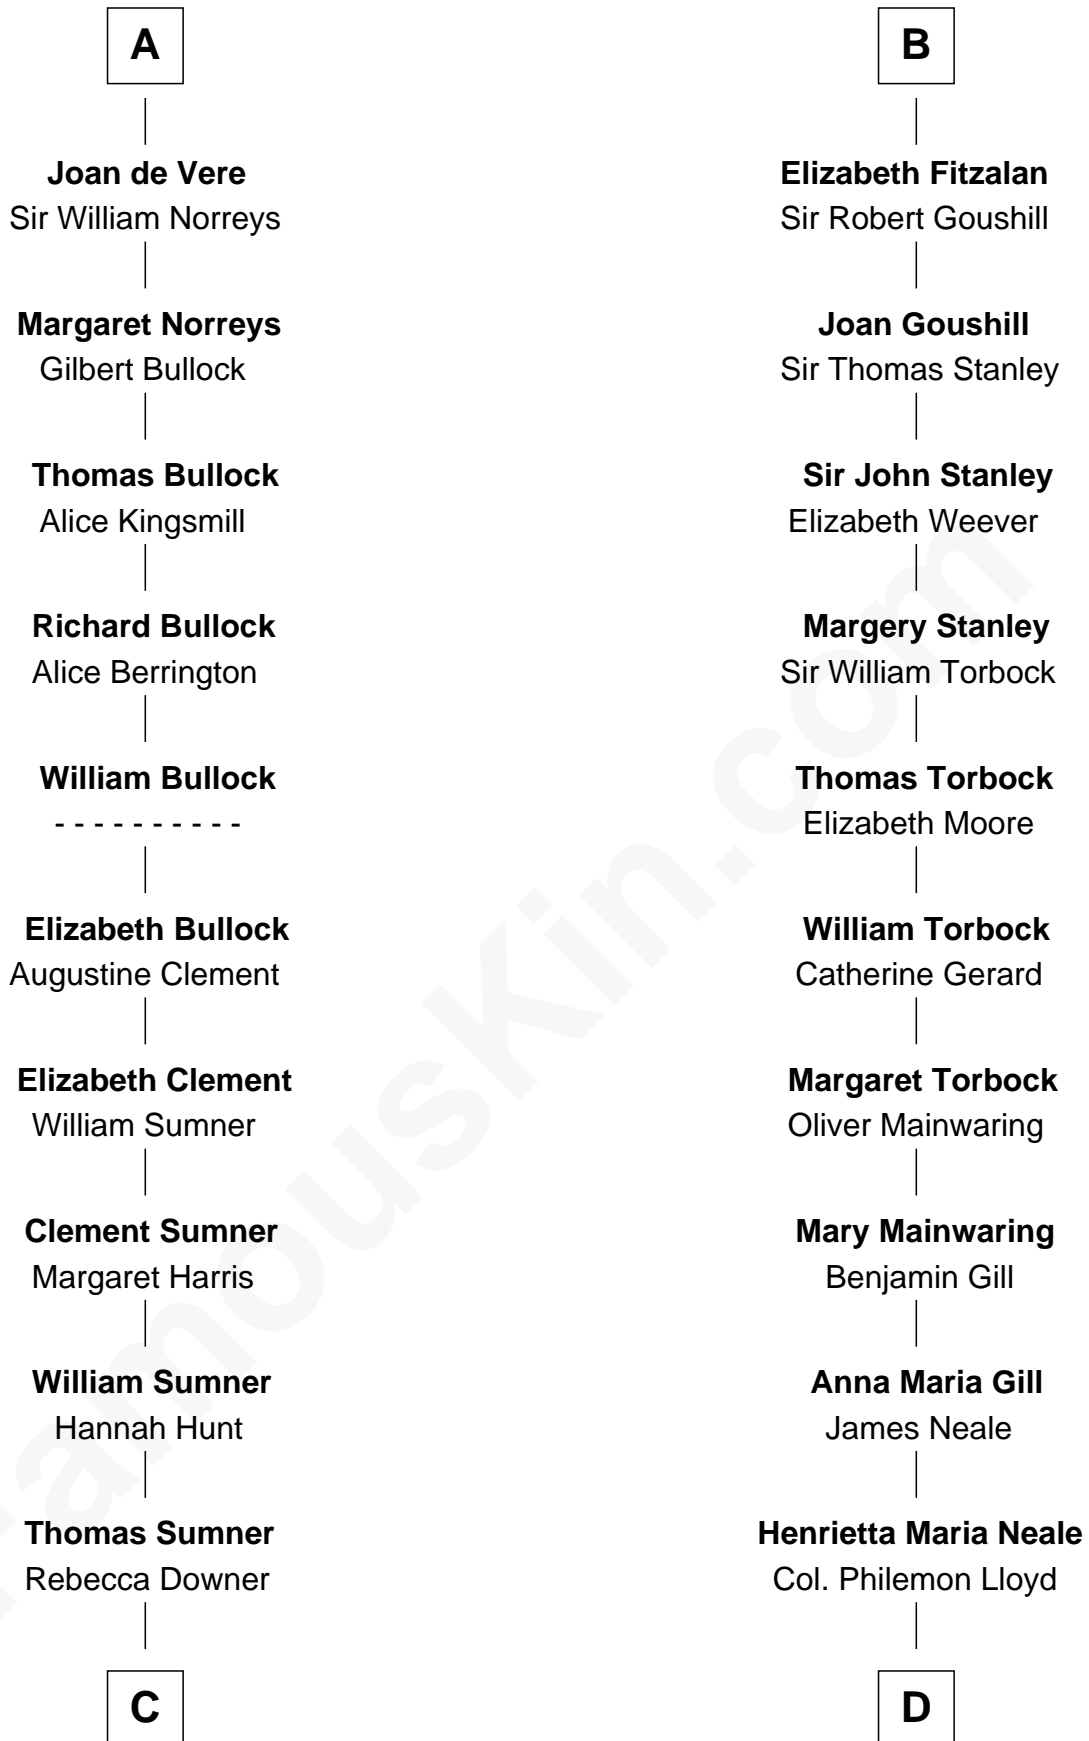 A
Joan de Vere
Sir William Norreys
Margaret Norreys
Gilbert Bullock
Thomas Bullock
Alice Kingsmill
Richard Bullock
Alice Berrington
William Bullock
- - - - - - - - - -
Elizabeth Bullock
Augustine Clement
Elizabeth Clement
William Sumner
Clement Sumner
Margaret Harris
William Sumner
Hannah Hunt
Thomas Sumner
Rebecca Downer
C
B
Elizabeth Fitzalan
Sir Robert Goushill
Joan Goushill
Sir Thomas Stanley
Sir John Stanley
Elizabeth Weever
Margery Stanley
Sir William Torbock
Thomas Torbock
Elizabeth Moore
William Torbock
Catherine Gerard
Margaret Torbock
Oliver Mainwaring
Mary Mainwaring
Benjamin Gill
Anna Maria Gill
James Neale
Henrietta Maria Neale
Col. Philemon Lloyd
D
FamousKin.com